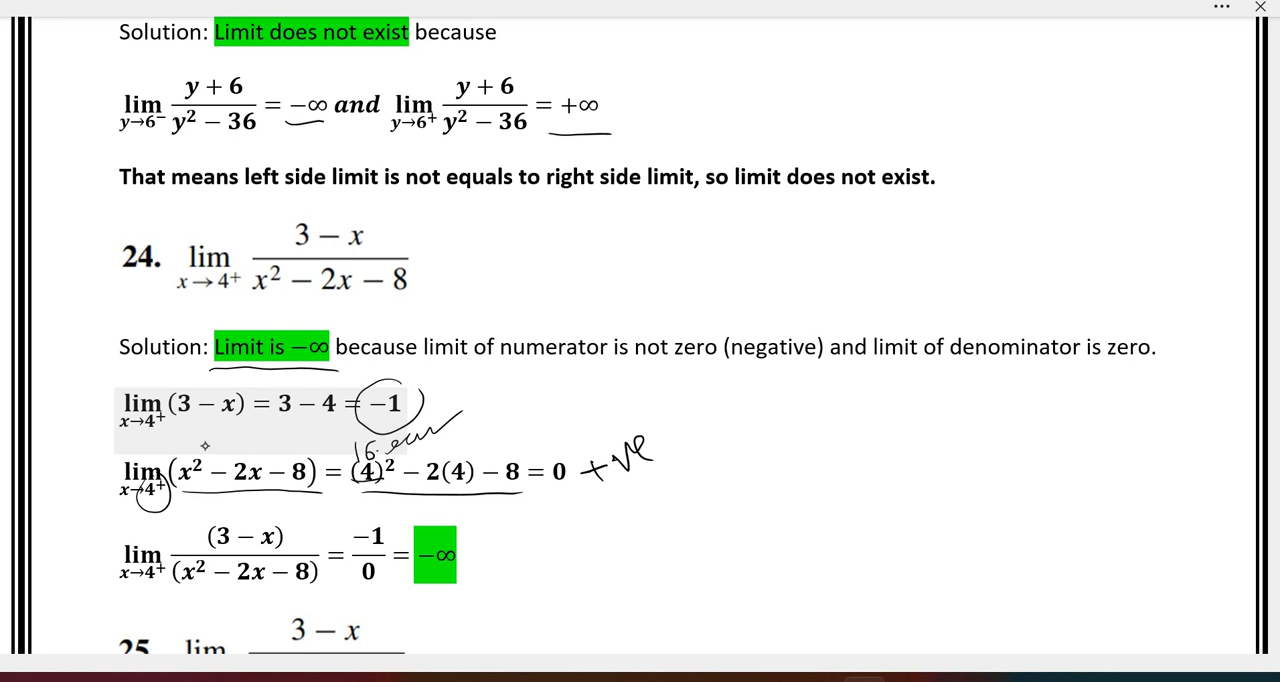 Solution: Limit does not exist because
lim y→6⁻ (y + 6)/(y² − 36) = −∞ and lim y→6⁺ (y + 6)/(y² − 36) = +∞
That means left side limit is not equals to right side limit, so limit does not exist.
24. lim x→4⁺ (3 − x)/(x² − 2x − 8)
Solution: Limit is −∞ because limit of numerator is not zero (negative) and limit of denominator is zero.
lim x→4⁺ (3 − x) = 3 − 4 = −1
16.
lim x→4⁺ (x² − 2x − 8) = (4)² − 2(4) − 8 = 0 +ve
lim x→4⁺ (3 − x)/(x² − 2x − 8) = −1/0 = −∞
25 lim 3 − x